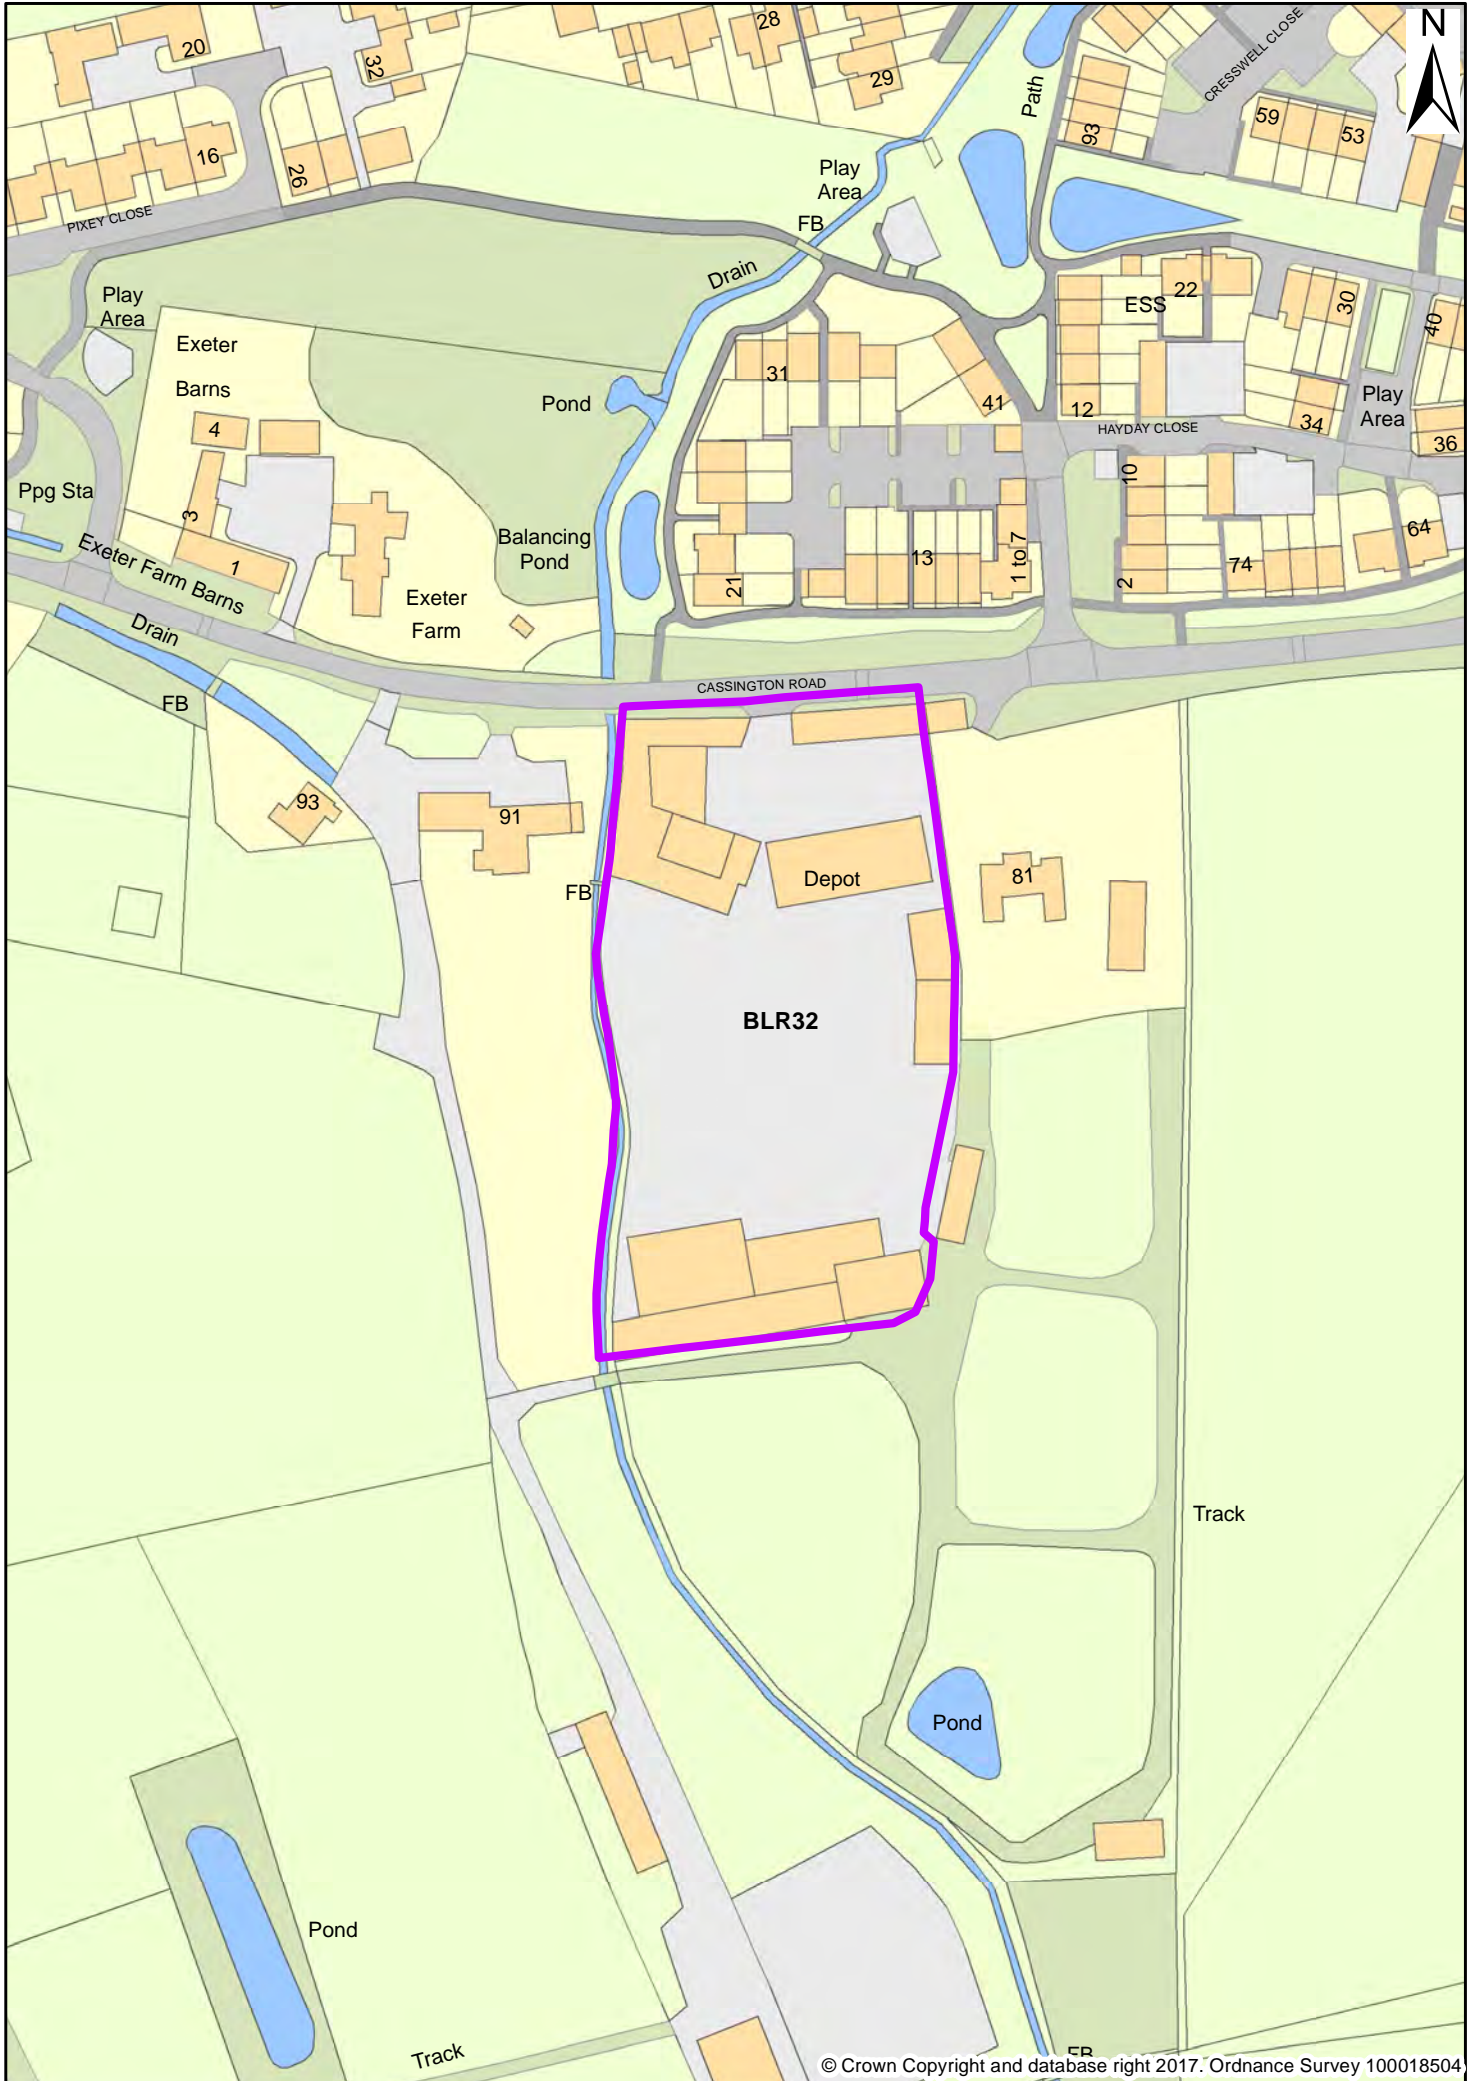 N
20
32
28
29
CRESSWELL CLOSE
Path
93
59
53
16
26
PIXEY CLOSE
Play
Area
FB
Drain
Play
Area
Exeter
Barns
4
3
1
Ppg Sta
Exeter Farm Barns
Pond
Balancing
Pond
Exeter
Farm
ESS
22
30
40
31
41
12
HAYDAY CLOSE
34
Play
Area
36
10
13
1 to 7
21
2
74
64
Drain
FB
CASSINGTON ROAD
93
91
FB
Depot
81
BLR32
Track
Pond
Pond
Track
FB
© Crown Copyright and database right 2017. Ordnance Survey 100018504